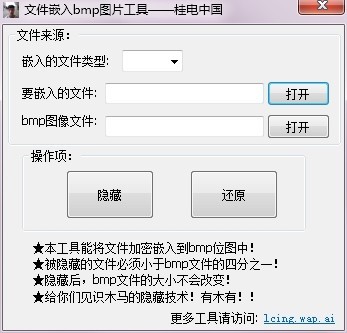 文件嵌入bmp图片工具——桂电中国
文件来源：
嵌入的文件类型：
要嵌入的文件： 打开
bmp图像文件： 打开
操作项：
隐藏 还原
★本工具能将文件加密嵌入到bmp位图中！
★被隐藏的文件必须小于bmp文件的四分之一！
★隐藏后，bmp文件的大小不会改变！
★给你们见识木马的隐藏技术！有木有！！
更多工具请访问: lcing.wap.ai